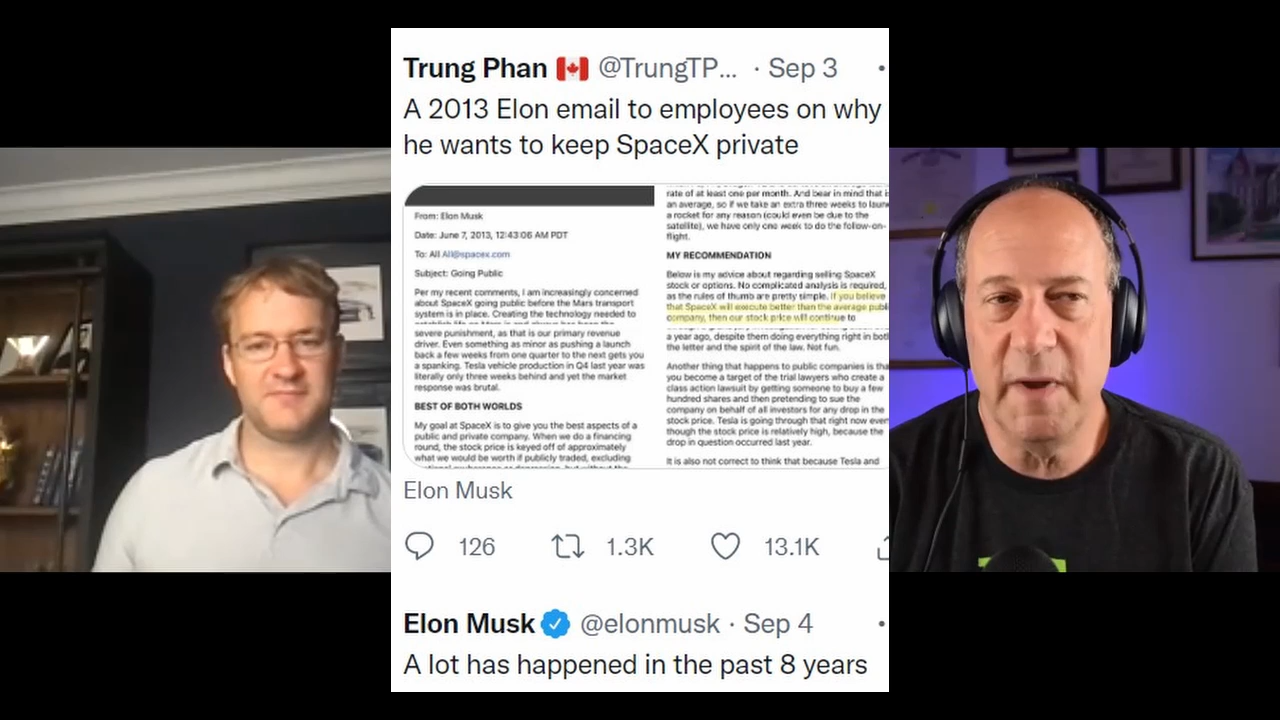 Trung Phan 🇨🇦 @TrungTP... · Sep 3
A 2013 Elon email to employees on why
he wants to keep SpaceX private
From: Elon Musk
Date: June 7, 2013, 12:43:06 AM PDT
To: All All@spacex.com
Subject: Going Public
Per my recent comments, I am increasingly concerned
about SpaceX going public before the Mars transport
system is in place. Creating the technology needed to
severe punishment, as that is our primary revenue
driver. Even something as minor as pushing a launch
back a few weeks from one quarter to the next gets you
a spanking. Tesla vehicle production in Q4 last year was
literally only three weeks behind and yet the market
response was brutal.
BEST OF BOTH WORLDS
My goal at SpaceX is to give you the best aspects of a
public and private company. When we do a financing
round, the stock price is keyed off of approximately
what we would be worth if publicly traded, excluding
rate of at least one per month. And bear in mind that is
an average, so if we take an extra three weeks to launch
a rocket for any reason (could even be due to the
satellite), we have only one week to do the follow-on
flight.
MY RECOMMENDATION
Below is my advice about regarding selling SpaceX
stock or options. No complicated analysis is required,
as the rules of thumb are pretty simple. If you believe
that SpaceX will execute better than the average publi
company, then our stock price will continue to
a year ago, despite them doing everything right in both
the letter and the spirit of the law. Not fun.
Another thing that happens to public companies is tha
you become a target of the trial lawyers who create a
class action lawsuit by getting someone to buy a few
hundred shares and then pretending to sue the
company on behalf of all investors for any drop in the
stock price. Tesla is going through that right now even
though the stock price is relatively high, because the
drop in question occurred last year.
It is also not correct to think that because Tesla and
Elon Musk
126 1.3K 13.1K
Elon Musk @elonmusk · Sep 4
A lot has happened in the past 8 years